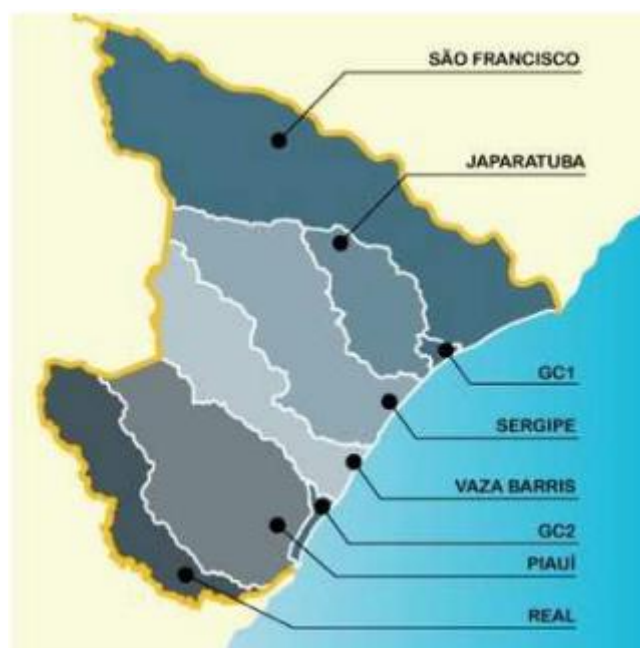 SÃO FRANCISCO
JAPARATUBA
GC1
SERGIPE
VAZA BARRIS
GC2
PIAUÍ
REAL